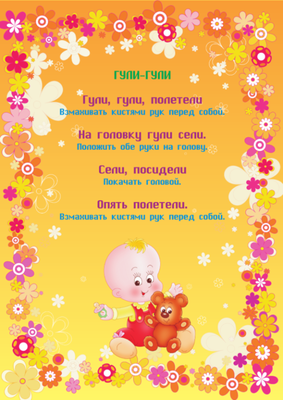 ГУЛИ-ГУЛИ
Гули, гули, полетели
Взмахивать кистями рук перед собой.
На головку гули сели.
Положить обе руки на голову.
Сели, посидели
Покачать головой.
Опять полетели.
Взмахивать кистями рук перед собой.